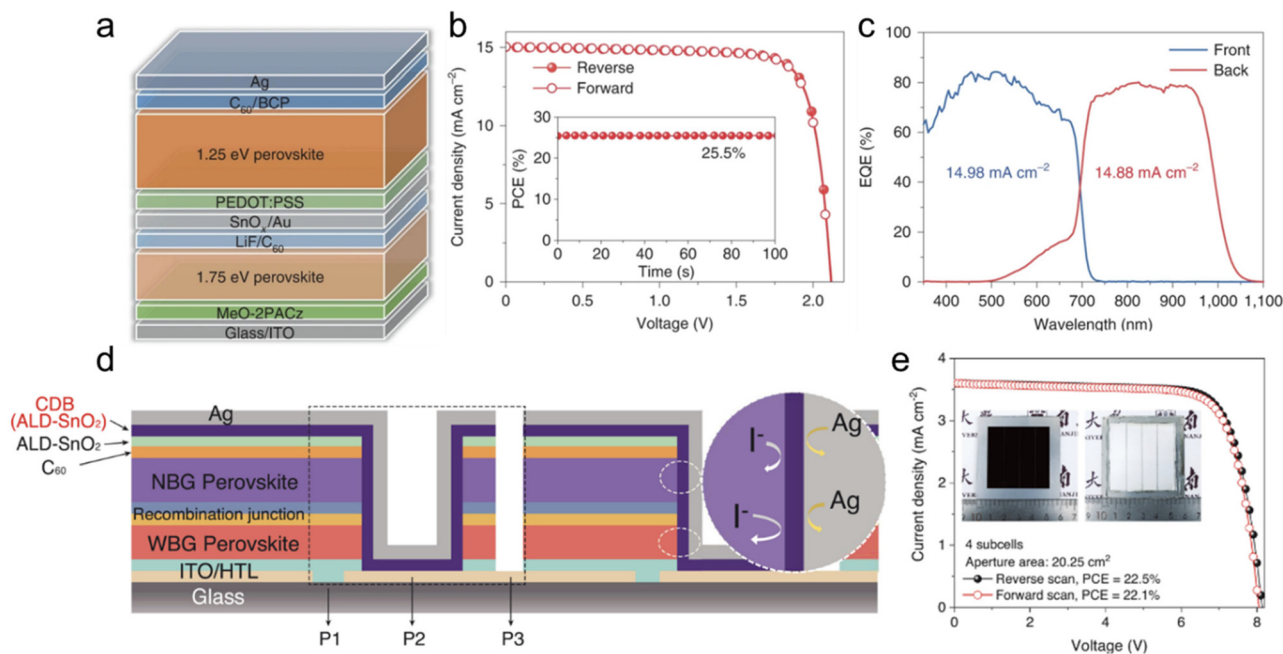 a
Ag
C₆₀/BCP
1.25 eV perovskite
PEDOT:PSS
SnOₓ/Au
LiF/C₆₀
1.75 eV perovskite
MeO-2PACz
Glass/ITO
b
Current density (mA cm⁻²)
15
10
5
0
Reverse
Forward
PCE (%)
30
20
10
0
25.5%
0 20 40 60 80 100
Time (s)
0 0.5 1.0 1.5 2.0
Voltage (V)
c
EQE (%)
100
80
60
40
20
0
Front
Back
14.98 mA cm⁻²
14.88 mA cm⁻²
400 500 600 700 800 900 1,000 1,100
Wavelength (nm)
d
CDB
(ALD-SnO₂)
ALD-SnO₂
C₆₀
Ag
NBG Perovskite
Recombination junction
WBG Perovskite
ITO/HTL
Glass
I⁻
Ag
I⁻
Ag
P1 P2 P3
e
Current density (mA cm⁻²)
4
3
2
1
0
大 南
大 南
4 subcells
Aperture area: 20.25 cm²
Reverse scan, PCE = 22.5%
Forward scan, PCE = 22.1%
0 2 4 6 8
Voltage (V)